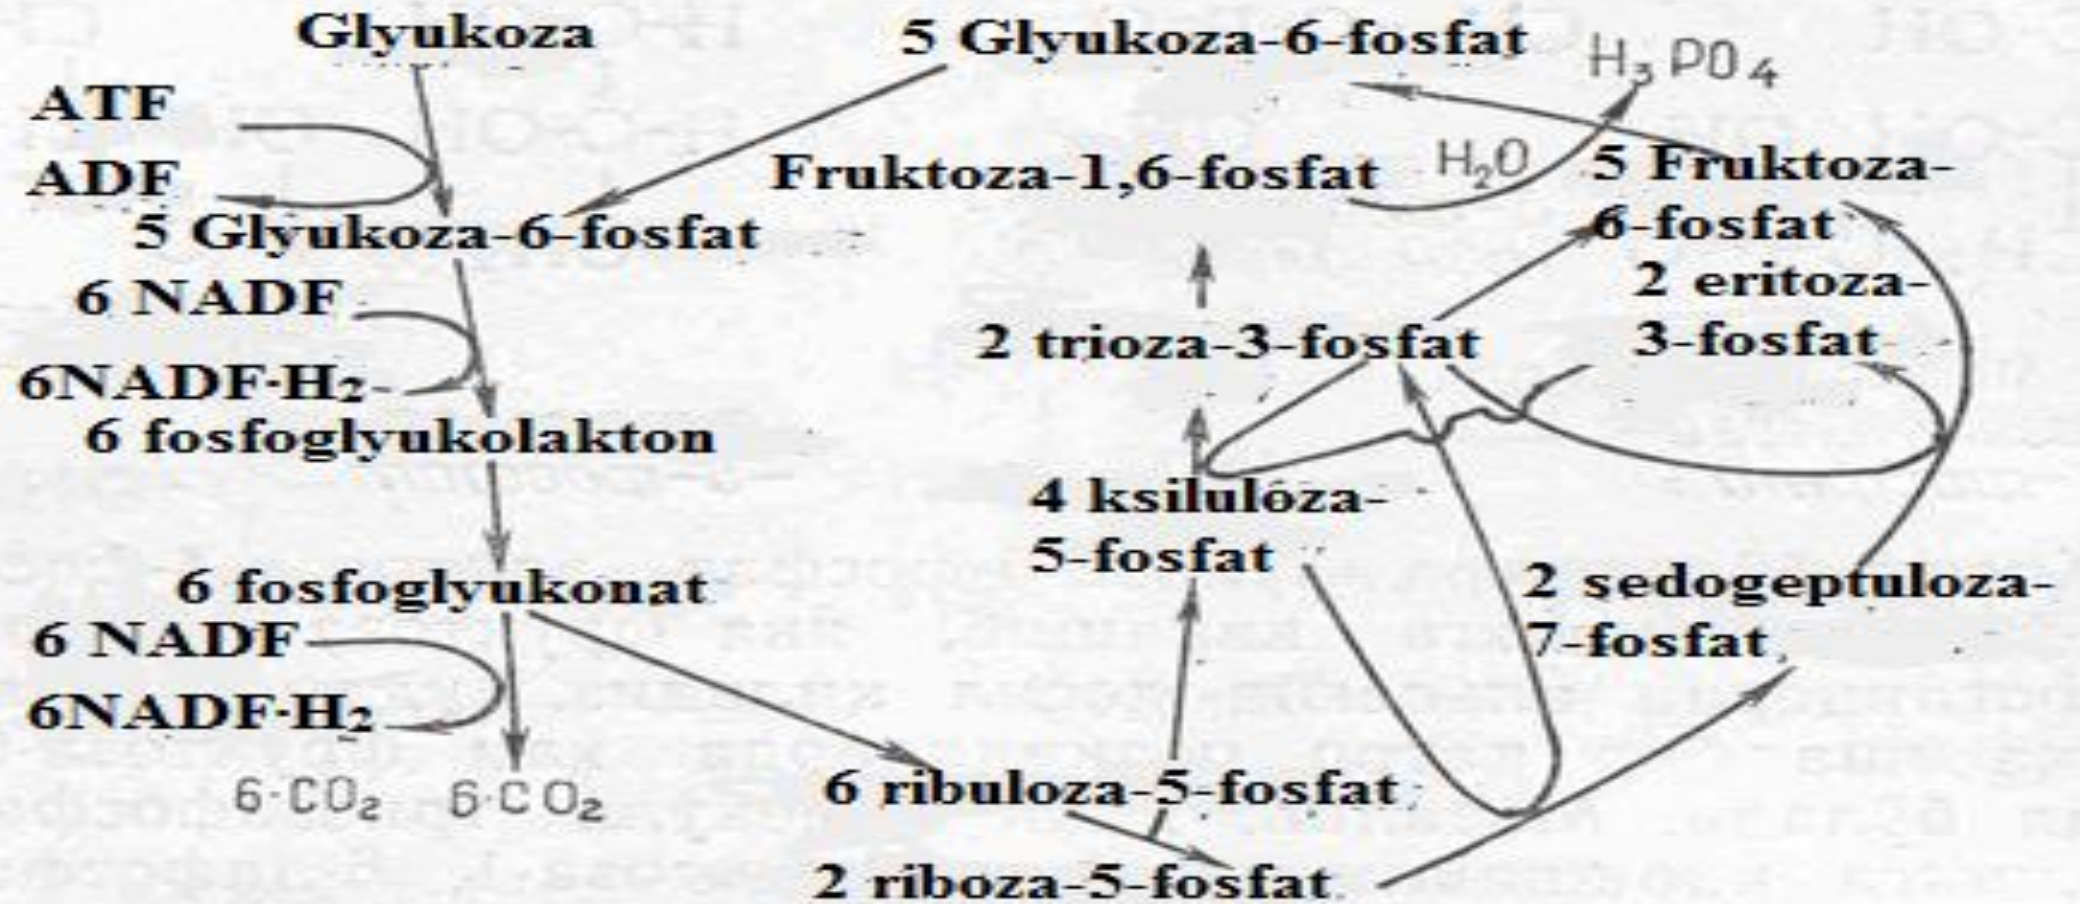 Glyukoza
ATF
ADF
5 Glyukoza-6-fosfat
6 NADF
6NADF·H₂
6 fosfoglyukolakton
6 fosfoglyukonat
6 NADF
6NADF·H₂
6·CO₂ 6·CO₂
5 Glyukoza-6-fosfat
H₃PO₄
Fruktoza-1,6-fosfat
H₂O
5 Fruktoza-
6-fosfat
2 eritoza-
3-fosfat
2 trioza-3-fosfat
4 ksiluloza-
5-fosfat
2 sedogeptuloza-
7-fosfat
6 ribuloza-5-fosfat
2 riboza-5-fosfat